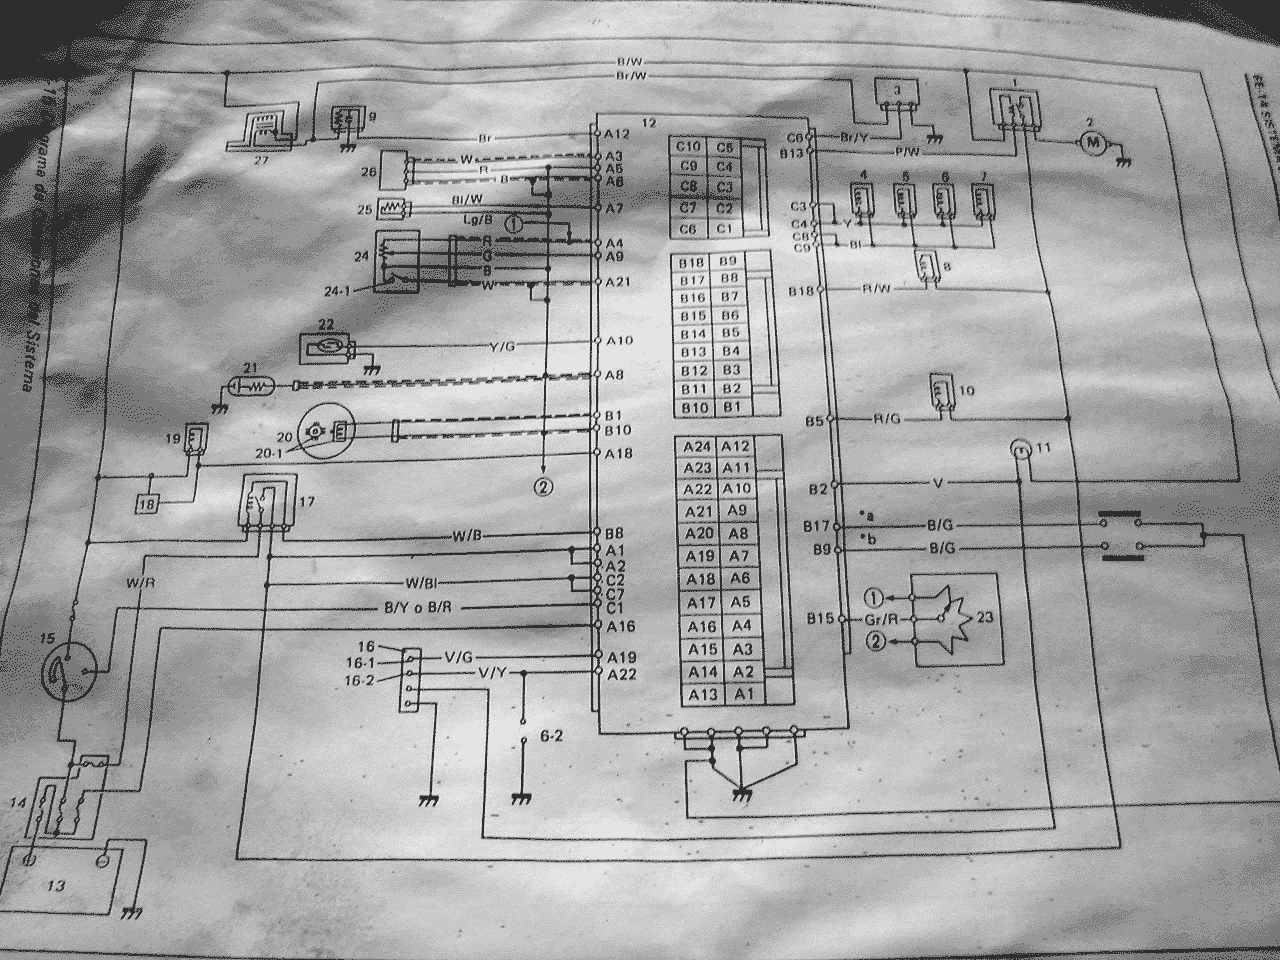 B/W
Br/W
1
2
M
3
9
27
Br
A12
12
C6
Br/Y
B13
P/W
26
W
A3
R
A5
B
A6
25
Bl/W
A7
Lg/B
1
24
R
A4
G
A9
B
24-1
W
A21
C10 C5
C9 C4
C8 C3
C7 C2
C6 C1
4
5
6
7
C3
C4
Y
C8
C9
Bl
8
B18
R/W
B18 B9
B17 B8
B16 B7
B15 B6
B14 B5
B13 B4
B12 B3
B11 B2
B10 B1
22
Y/G
A10
21
A8
10
B5
R/G
19
20
20-1
B1
B10
A18
11
18
2
17
B2
V
A24 A12
A23 A11
A22 A10
A21 A9
A20 A8
A19 A7
A18 A6
A17 A5
A16 A4
A15 A3
A14 A2
A13 A1
B17
*a
B/G
B9
*b
B/G
W/B
B8
A1
A2
W/R
W/Bl
C2
C7
B/Y o B/R
C1
A16
1
B15
Gr/R
23
2
15
16
16-1
16-2
V/G
A19
V/Y
A22
6-2
14
13